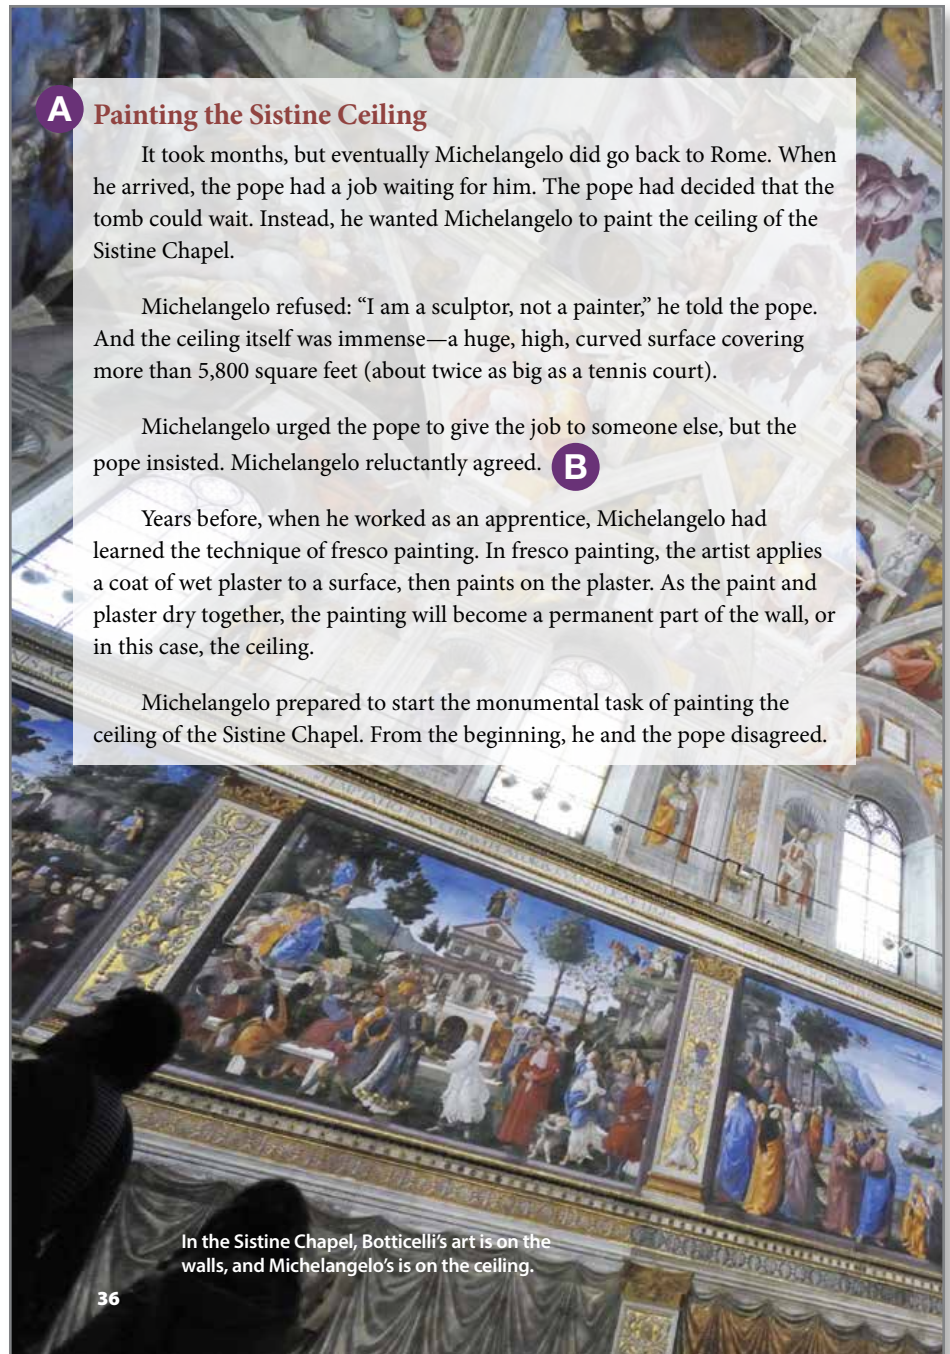 A
Painting the Sistine Ceiling
It took months, but eventually Michelangelo did go back to Rome. When
he arrived, the pope had a job waiting for him. The pope had decided that the
tomb could wait. Instead, he wanted Michelangelo to paint the ceiling of the
Sistine Chapel.
Michelangelo refused: “I am a sculptor, not a painter,” he told the pope.
And the ceiling itself was immense—a huge, high, curved surface covering
more than 5,800 square feet (about twice as big as a tennis court).
Michelangelo urged the pope to give the job to someone else, but the
pope insisted. Michelangelo reluctantly agreed. B
Years before, when he worked as an apprentice, Michelangelo had
learned the technique of fresco painting. In fresco painting, the artist applies
a coat of wet plaster to a surface, then paints on the plaster. As the paint and
plaster dry together, the painting will become a permanent part of the wall, or
in this case, the ceiling.
Michelangelo prepared to start the monumental task of painting the
ceiling of the Sistine Chapel. From the beginning, he and the pope disagreed.
In the Sistine Chapel, Botticelli’s art is on the
walls, and Michelangelo’s is on the ceiling.
36